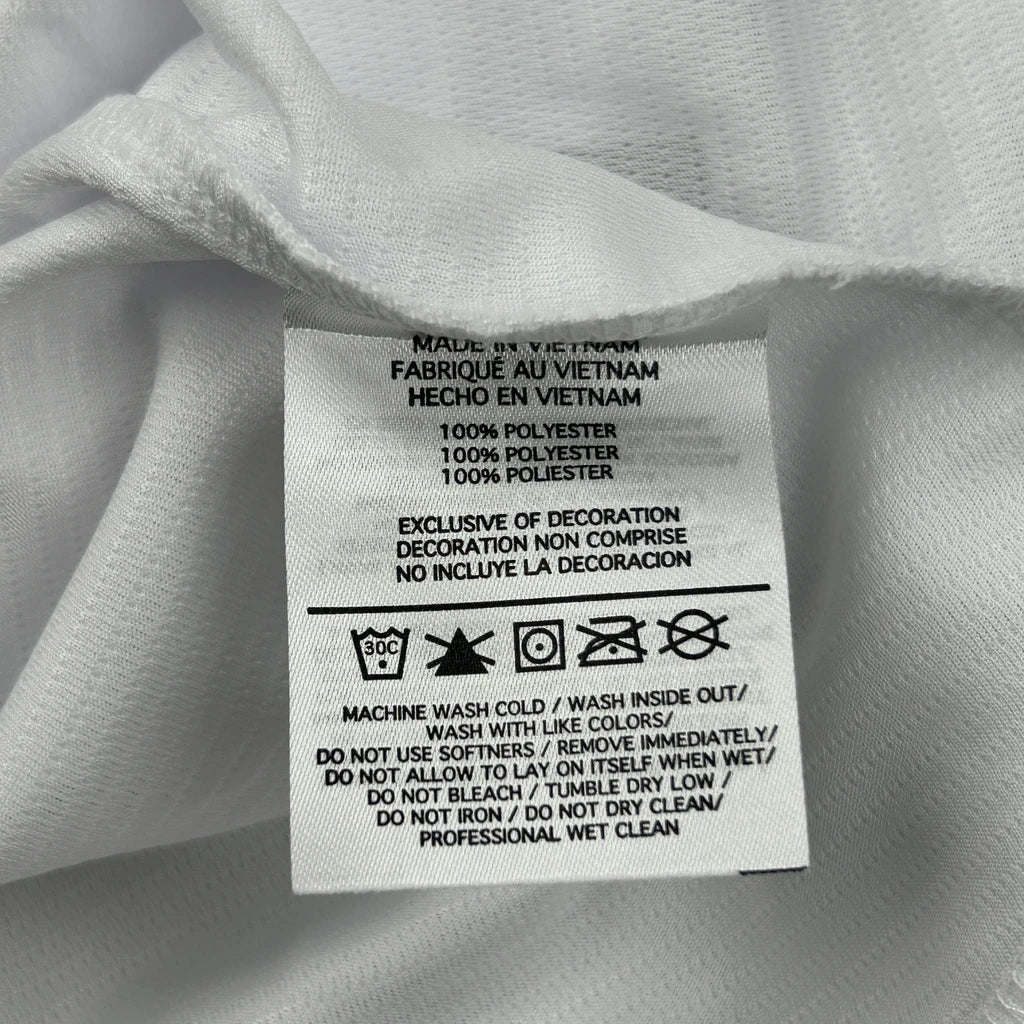 MADE IN VIETNAM
FABRIQUÉ AU VIETNAM
HECHO EN VIETNAM
100% POLYESTER
100% POLYESTER
100% POLIESTER
EXCLUSIVE OF DECORATION
DECORATION NON COMPRISE
NO INCLUYE LA DECORACION
30C
MACHINE WASH COLD / WASH INSIDE OUT/
WASH WITH LIKE COLORS/
DO NOT USE SOFTNERS / REMOVE IMMEDIATELY/
DO NOT ALLOW TO LAY ON ITSELF WHEN WET/
DO NOT BLEACH / TUMBLE DRY LOW /
DO NOT IRON / DO NOT DRY CLEAN/
PROFESSIONAL WET CLEAN